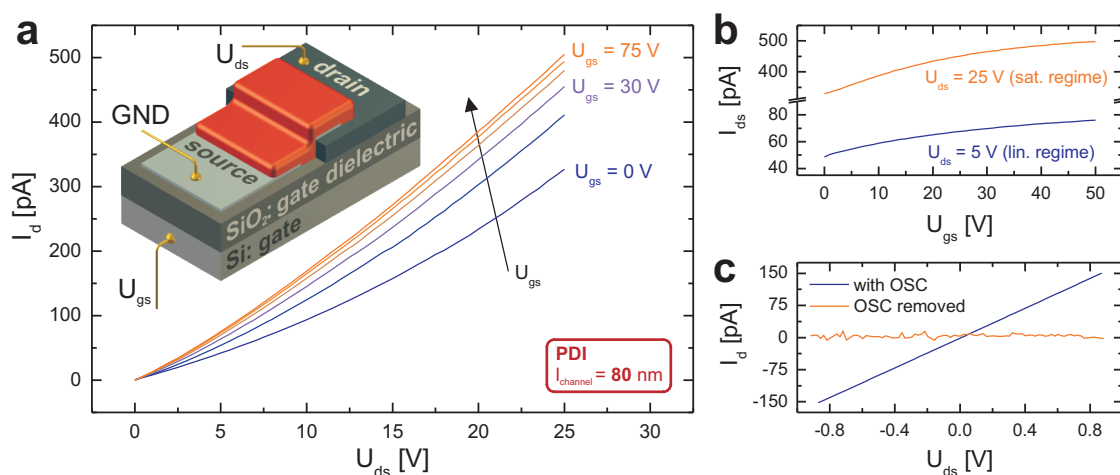 a
500
400
300
200
100
0
I_d [pA]
0 5 10 15 20 25 30
U_ds [V]
U_ds
GND
drain
source
SiO₂: gate dielectric
Si: gate
U_gs
U_gs = 75 V
U_gs = 30 V
U_gs = 0 V
U_gs
PDI
l_channel = 80 nm
b
500
400
80
60
40
I_ds [pA]
U_ds = 25 V (sat. regime)
U_ds = 5 V (lin. regime)
0 10 20 30 40 50
U_gs [V]
c
150
75
0
-75
-150
I_d [pA]
with OSC
OSC removed
-0.8 -0.4 0.0 0.4 0.8
U_ds [V]